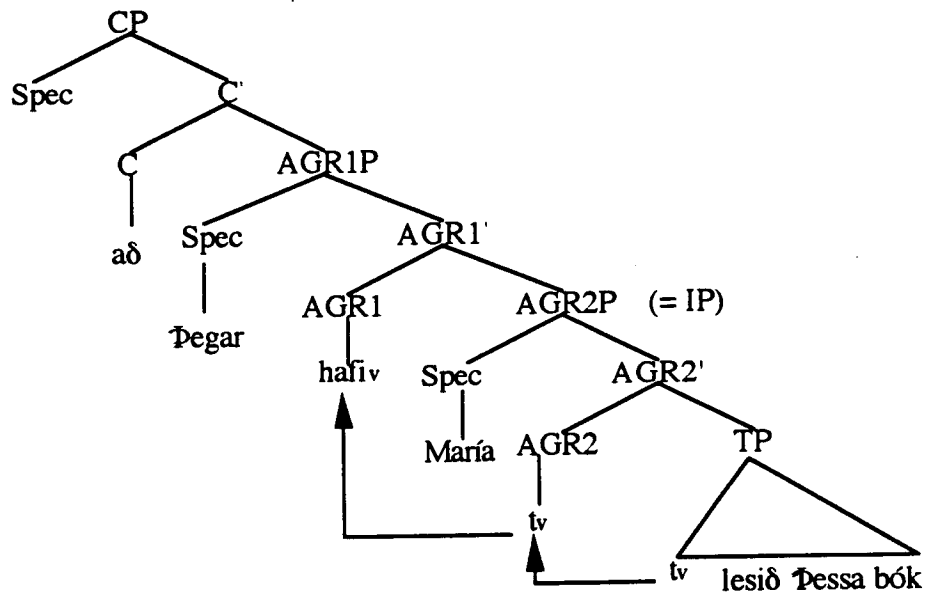 CP
Spec C'
C AGR1P
að Spec AGR1'
Þegar AGR1 AGR2P (= IP)
hafi v Spec AGR2'
María AGR2 TP
tv
tv lesið Þessa bók